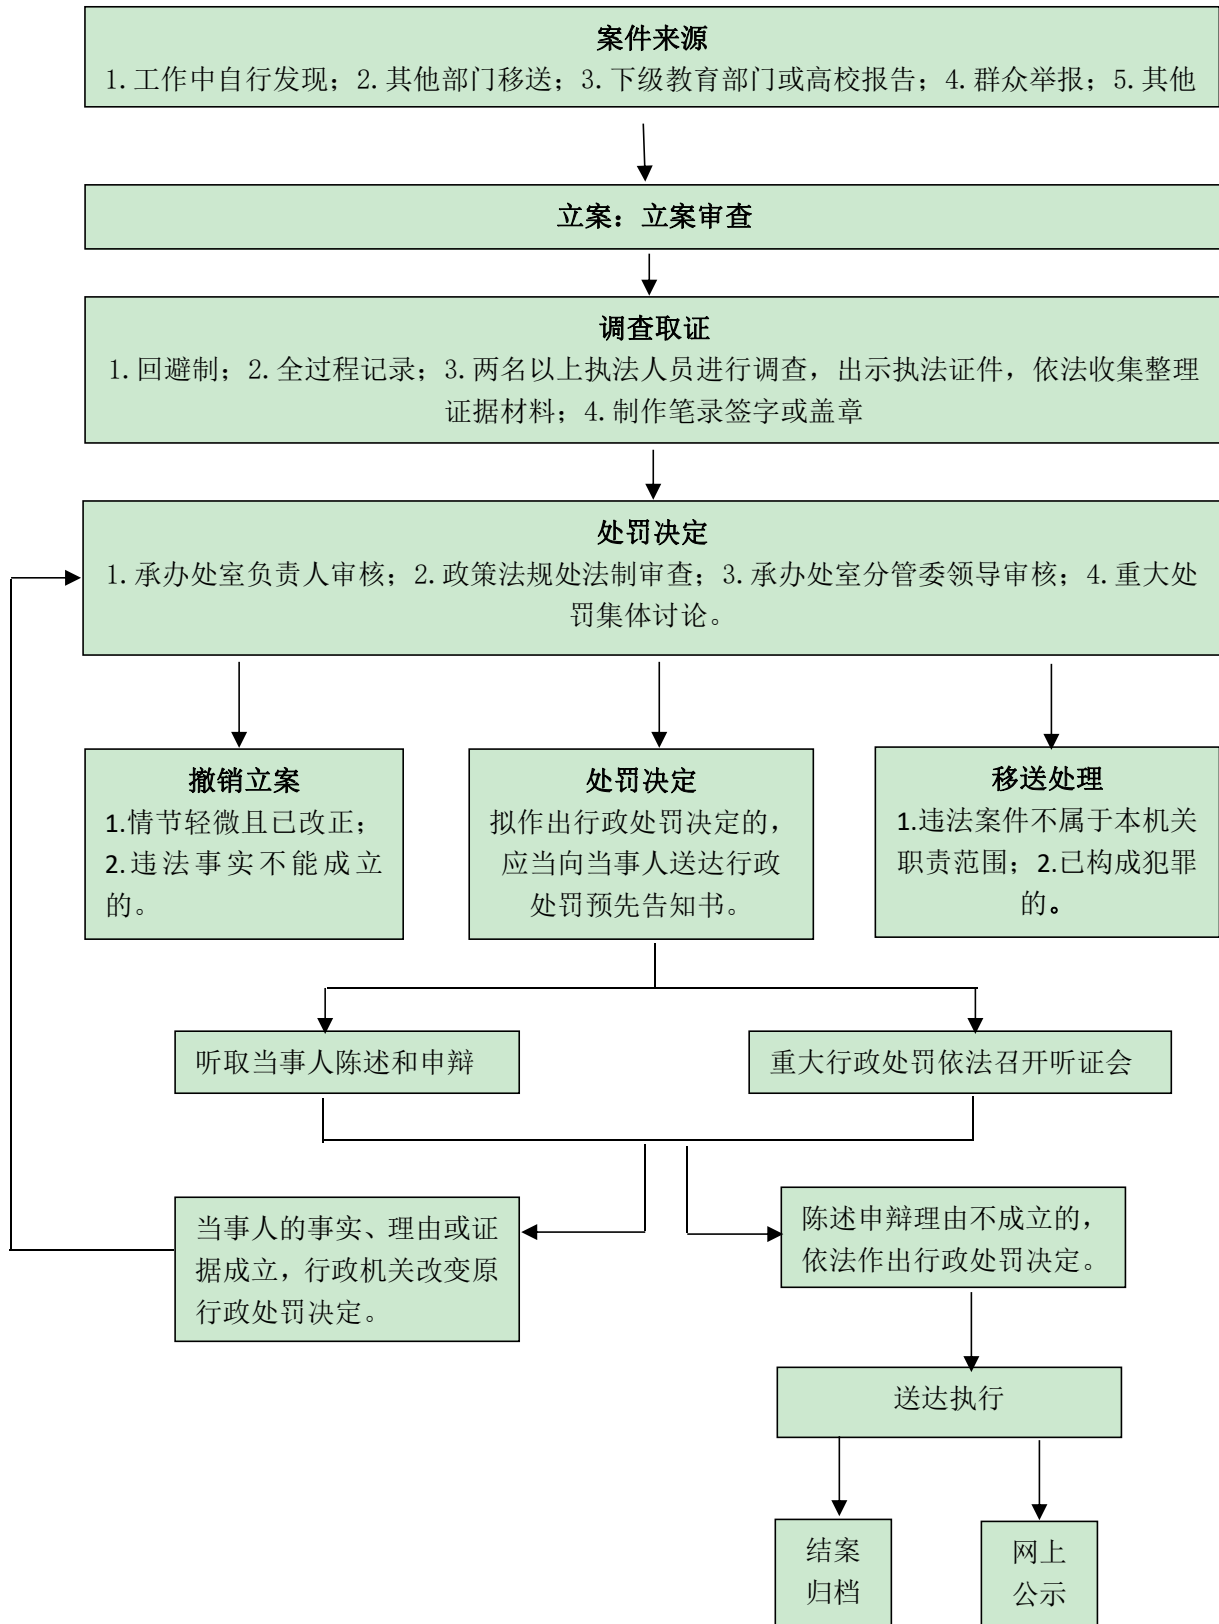 案件来源
1.工作中自行发现；2.其他部门移送；3.下级教育部门或高校报告；4.群众举报；5.其他
立案：立案审查
调查取证
1.回避制；2.全过程记录；3.两名以上执法人员进行调查，出示执法证件，依法收集整理
证据材料；4.制作笔录签字或盖章
处罚决定
1.承办处室负责人审核；2.政策法规处法制审查；3.承办处室分管委领导审核；4.重大处
罚集体讨论。
撤销立案
1.情节轻微且已改正；
2.违法事实不能成立
的。
处罚决定
拟作出行政处罚决定的，
应当向当事人送达行政
处罚预先告知书。
移送处理
1.违法案件不属于本机关
职责范围；2.已构成犯罪
的。
听取当事人陈述和申辩
重大行政处罚依法召开听证会
当事人的事实、理由或证
据成立，行政机关改变原
行政处罚决定。
陈述申辩理由不成立的，
依法作出行政处罚决定。
送达执行
结案
归档
网上
公示